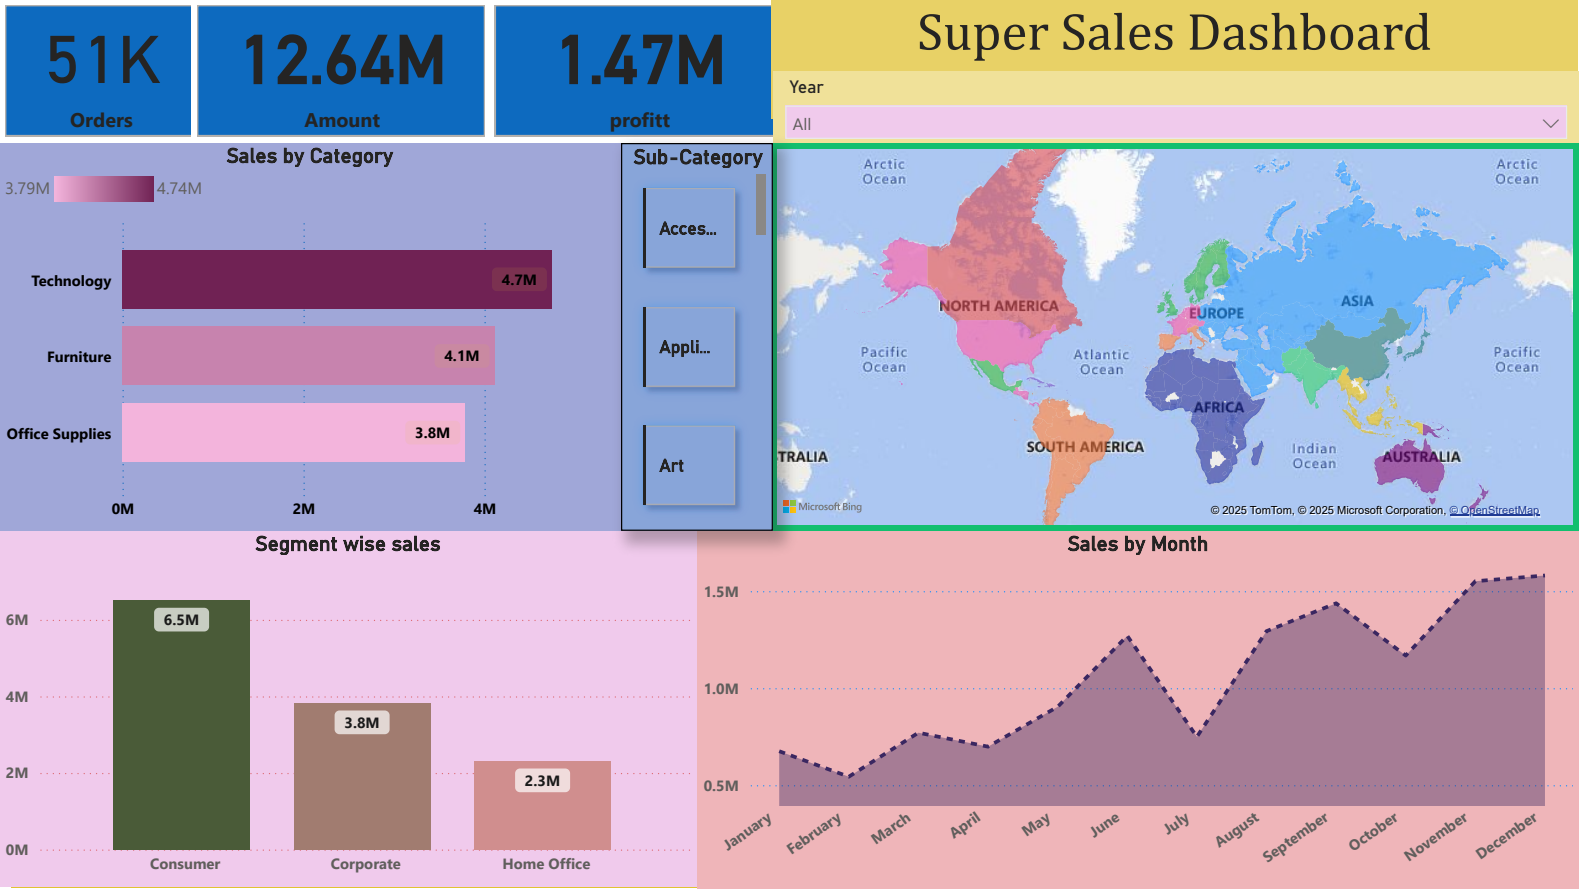 51K
Orders
12.64M
Amount
1.47M
profitt
Super Sales Dashboard
Year
All
Sales by Category
3.79M
4.74M
Technology
4.7M
Furniture
4.1M
Office Supplies
3.8M
0M
2M
4M
Sub-Category
Acces...
Appli...
Art
Arctic
Ocean
Arctic
Ocean
NORTH AMERICA
EUROPE
ASIA
Pacific
Ocean
Atlantic
Ocean
Pacific
Ocean
AFRICA
SOUTH AMERICA
Indian
Ocean
TRALIA
AUSTRALIA
Microsoft Bing
© 2025 TomTom, © 2025 Microsoft Corporation, © OpenStreetMap
Segment wise sales
6M
4M
2M
0M
6.5M
3.8M
2.3M
Consumer
Corporate
Home Office
Sales by Month
1.5M
1.0M
0.5M
January
February
March
April
May
June
July
August
September
October
November
December